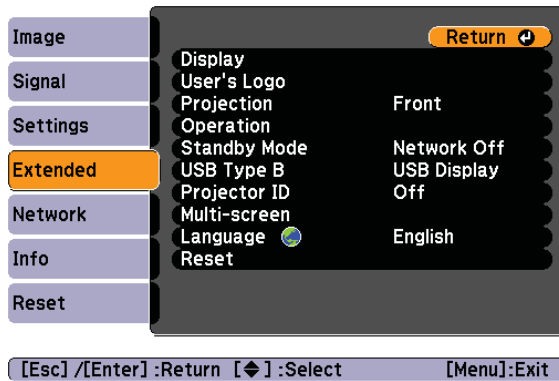 Image
Signal
Settings
Extended
Network
Info
Reset
Return
Display
User's Logo
Projection Front
Operation
Standby Mode Network Off
USB Type B USB Display
Projector ID Off
Multi-screen
Language English
Reset
[Esc] /[Enter] :Return [◆] :Select [Menu]:Exit